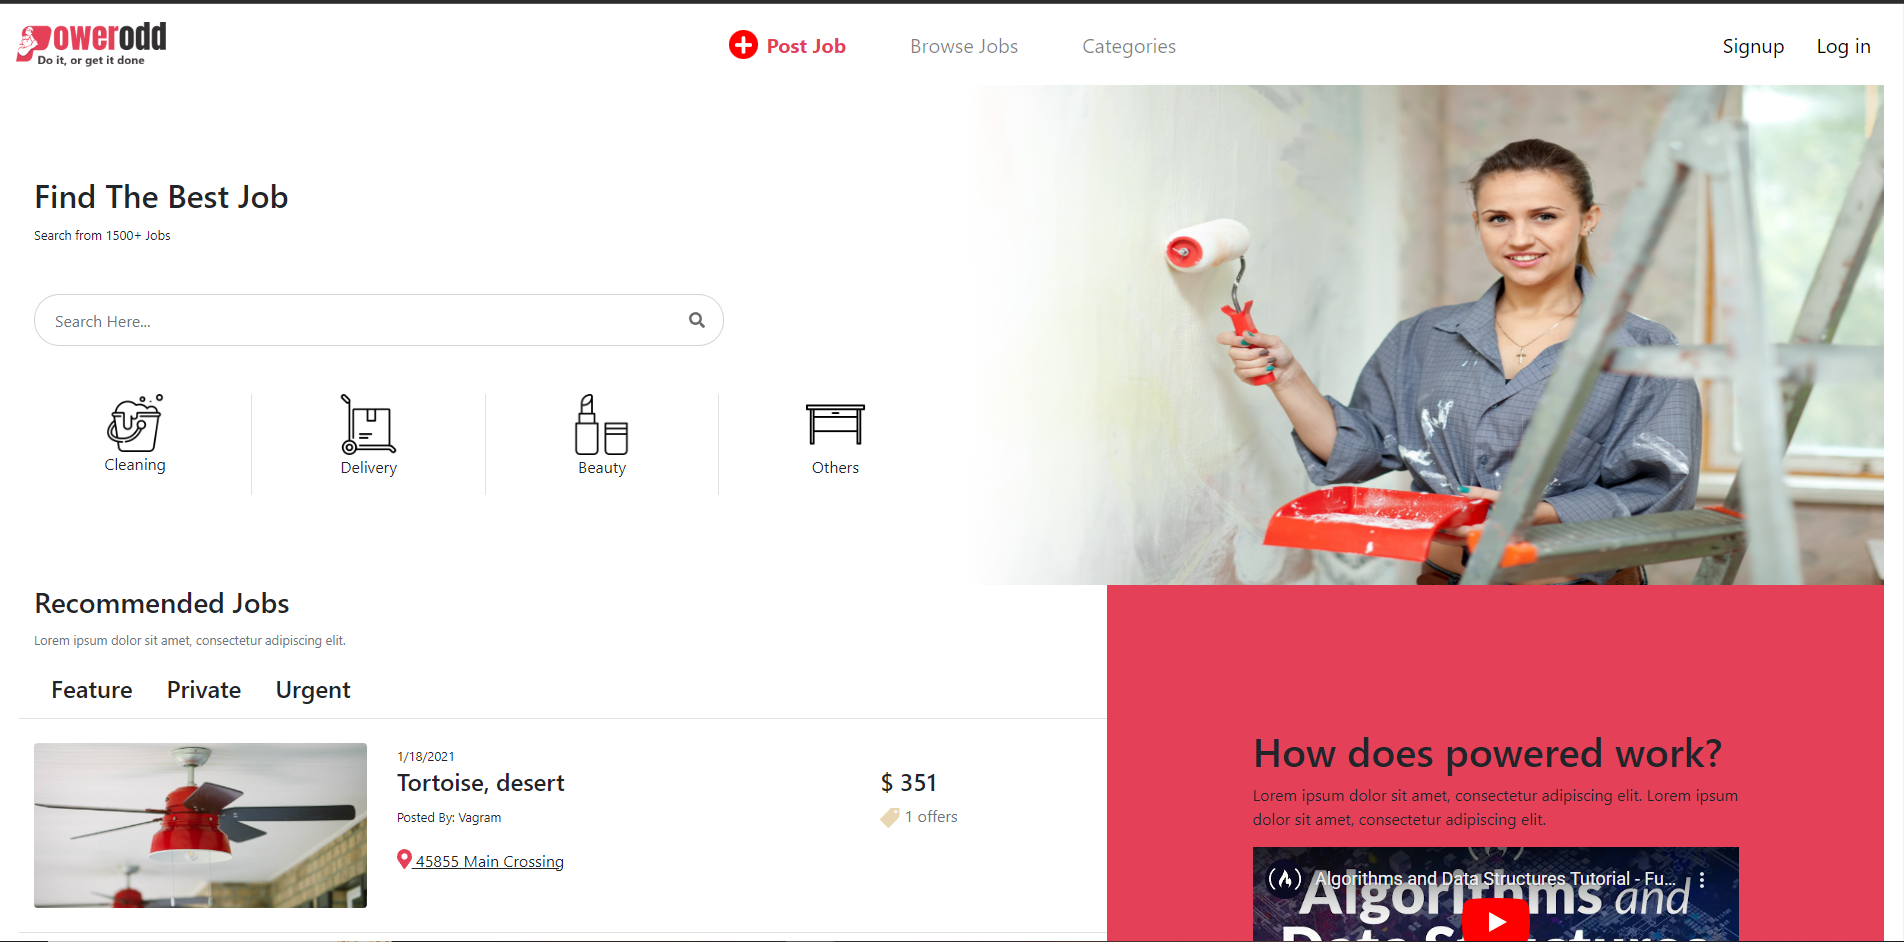 owerodd
Do it, or get it done
Post Job
Browse Jobs
Categories
Signup
Log in
Find The Best Job
Search from 1500+ Jobs
Search Here...
Cleaning
Delivery
Beauty
Others
Recommended Jobs
Lorem ipsum dolor sit amet, consectetur adipiscing elit.
Feature
Private
Urgent
1/18/2021
Tortoise, desert
Posted By: Vagram
45855 Main Crossing
$ 351
1 offers
How does powered work?
Lorem ipsum dolor sit amet, consectetur adipiscing elit. Lorem ipsum
dolor sit amet, consectetur adipiscing elit.
Algorithms and Data Structures Tutorial - Fu...
Algorithms and